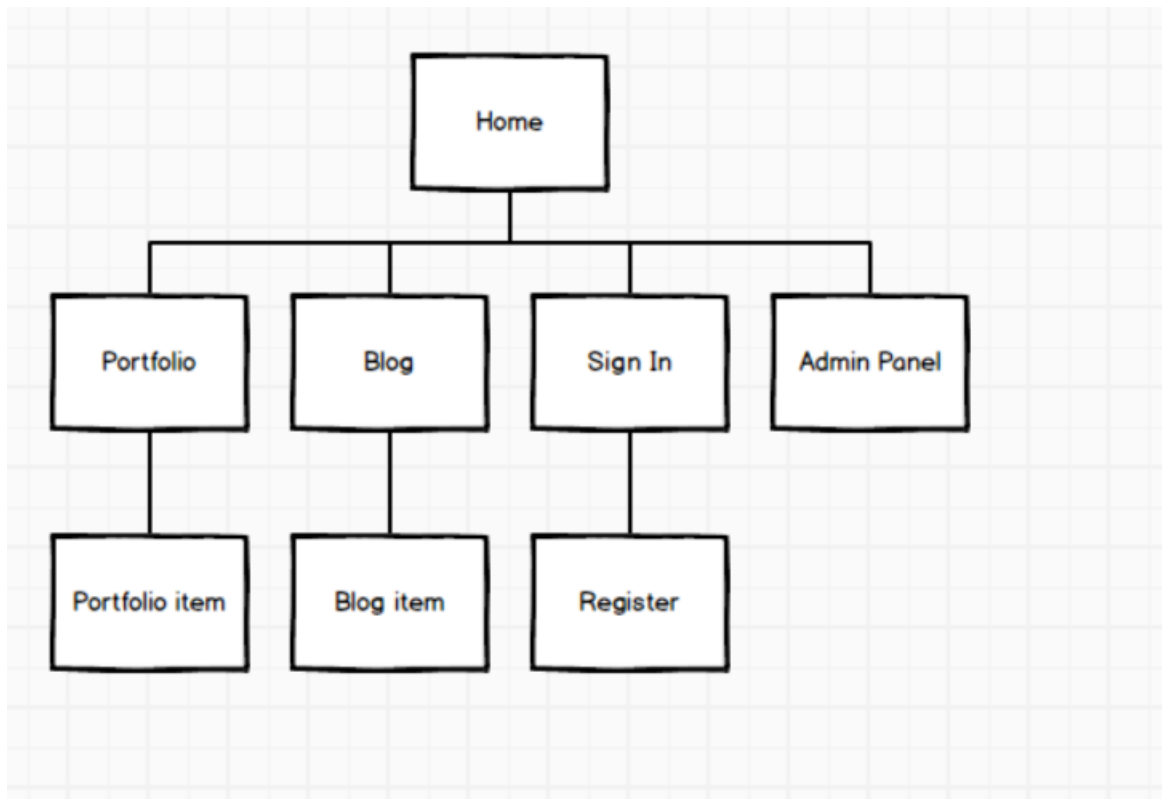 Home
Portfolio
Blog
Sign In
Admin Panel
Portfolio item
Blog item
Register